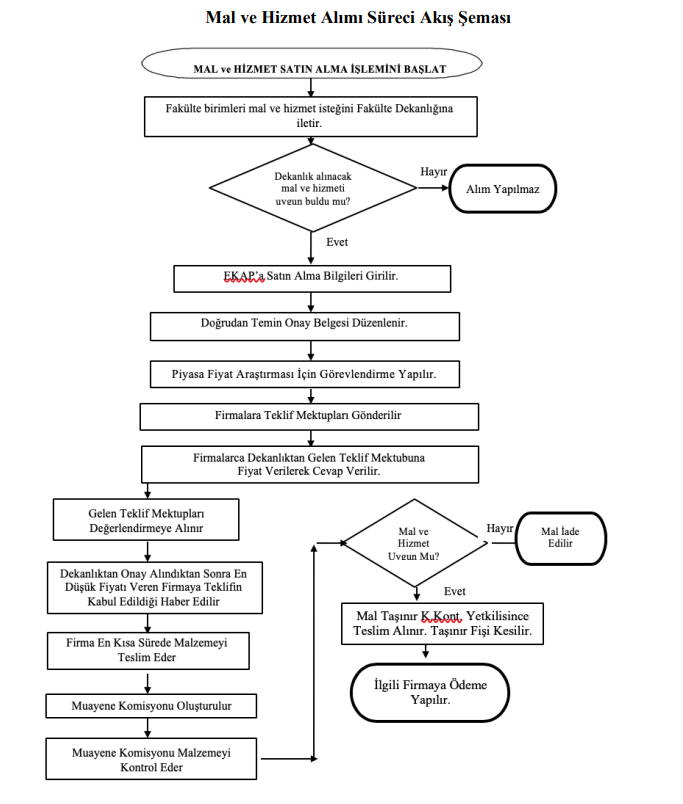 Mal ve Hizmet Alımı Süreci Akış Şeması
MAL ve HİZMET SATIN ALMA İŞLEMİNİ BAŞLAT
Fakülte birimleri mal ve hizmet isteğini Fakülte Dekanlığına
iletir.
Dekanlık alınacak
mal ve hizmeti
uygun buldu mu?
Hayır
Alım Yapılmaz
Evet
EKAP'a Satın Alma Bilgileri Girilir.
Doğrudan Temin Onay Belgesi Düzenlenir.
Piyasa Fiyat Araştırması İçin Görevlendirme Yapılır.
Firmalara Teklif Mektupları Gönderilir
Firmalarca Dekanlıktan Gelen Teklif Mektubuna
Fiyat Verilerek Cevap Verilir.
Gelen Teklif Mektupları
Değerlendirmeye Alınır
Dekanlıktan Onay Alındıktan Sonra En
Düşük Fiyatı Veren Firmaya Teklifin
Kabul Edildiği Haber Edilir
Firma En Kısa Sürede Malzemeyi
Teslim Eder
Muayene Komisyonu Oluşturulur
Muayene Komisyonu Malzemeyi
Kontrol Eder
Mal ve
Hizmet
Uygun Mu?
Hayır
Mal İade
Edilir
Evet
Mal Taşınır K.Kont. Yetkilisince
Teslim Alınır. Taşınır Fişi Kesilir.
İlgili Firmaya Ödeme
Yapılır.